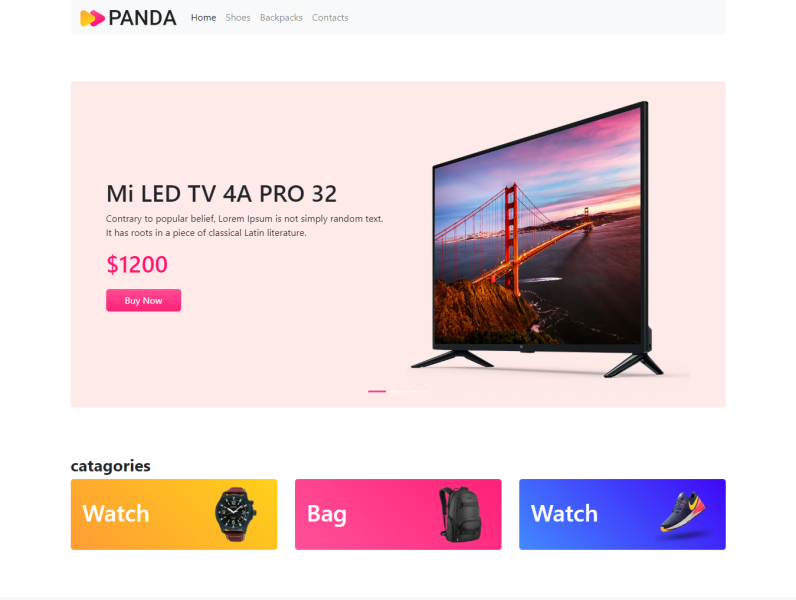 PANDA Home Shoes Backpacks Contacts
Mi LED TV 4A PRO 32
Contrary to popular belief, Lorem Ipsum is not simply random text.
It has roots in a piece of classical Latin literature.
$1200
Buy Now
catagories
Watch Bag Watch